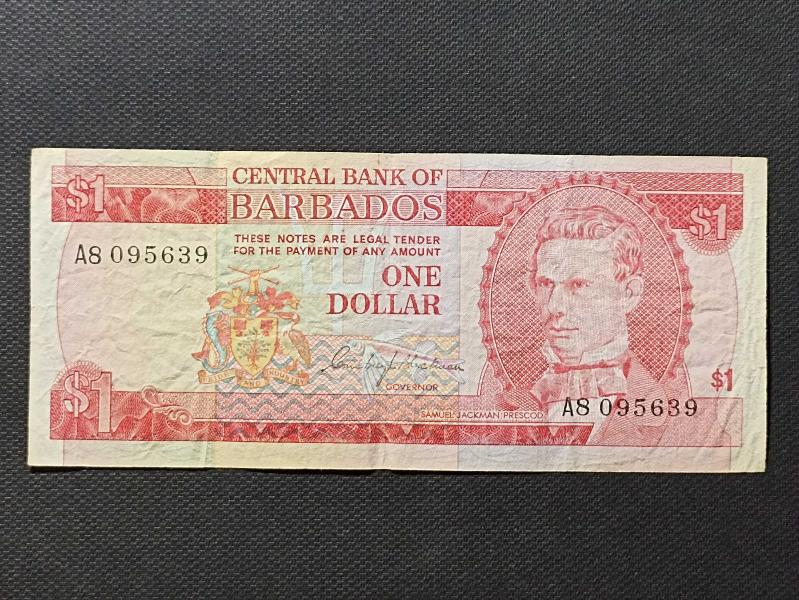 $1
CENTRAL BANK OF
BARBADOS
$1
THESE NOTES ARE LEGAL TENDER
FOR THE PAYMENT OF ANY AMOUNT
A8 095639
ONE
DOLLAR
GOVERNOR
$1
$1
SAMUEL JACKMAN PRESCOD
A8 095639